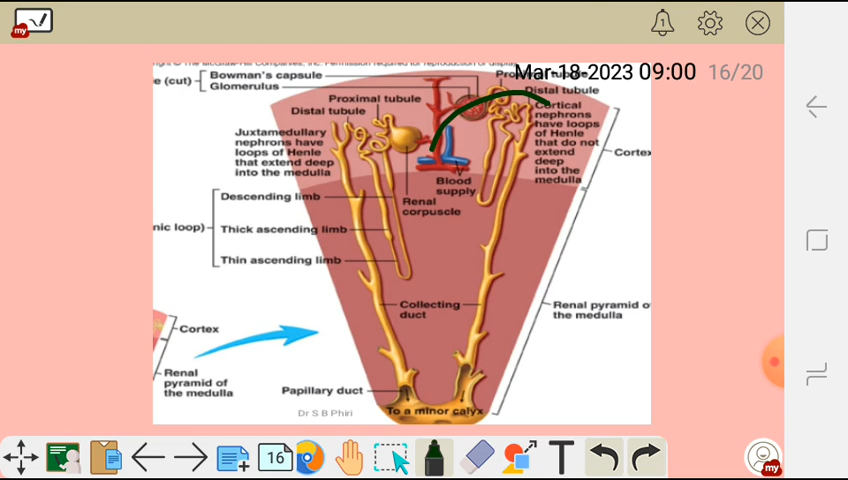 Mar-18-2023 09:00 16/20
e (cut)
Bowman's capsule
Glomerulus
Proximal tubule
Distal tubule
Distal tubule
Juxtamedullary
nephrons have
loops of Henle
that extend deep
into the medulla
Cortical
nephrons
have loops
of Henle
that do not
extend
deep
into the
medulla
Cortex
Blood
supply
Renal
corpuscle
nic loop)
Descending limb
Thick ascending limb
Thin ascending limb
Collecting
duct
Renal pyramid o
the medulla
Cortex
Renal
pyramid of
the medulla
Papillary duct
To a minor calyx
Dr S B Phiri
16
T
my
my
1